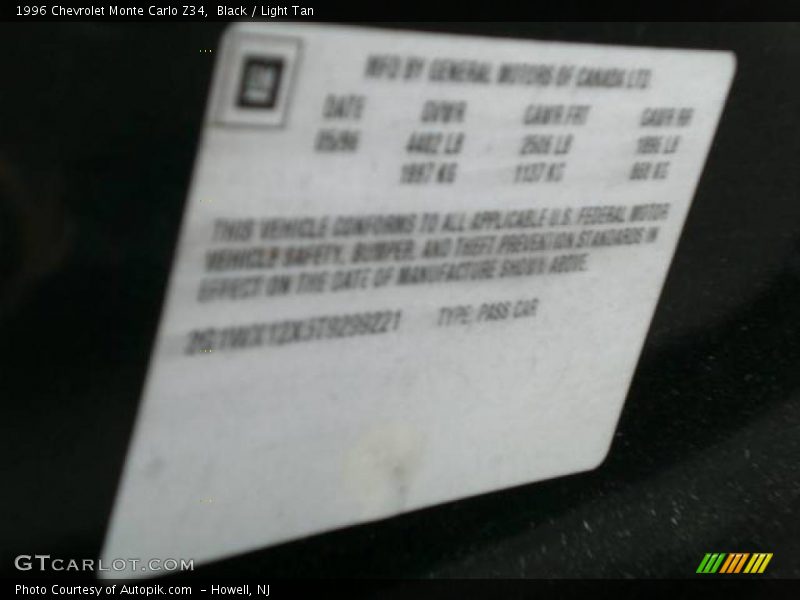 1996 Chevrolet Monte Carlo Z34, Black / Light Tan
GM
MFD BY GENERAL MOTORS OF CANADA LTD
DATE GVWR GAWR FRT GAWR RR
05/96 4402 LB 2506 LB 1896 LB
1997 KG 1137 KG 860 KG
THIS VEHICLE CONFORMS TO ALL APPLICABLE U.S. FEDERAL MOTOR
VEHICLE SAFETY, BUMPER, AND THEFT PREVENTION STANDARDS IN
EFFECT ON THE DATE OF MANUFACTURE SHOWN ABOVE.
2G1WX12X5T9299221 TYPE: PASS CAR
GTCARLOT.COM
Photo Courtesy of Autopik.com - Howell, NJ